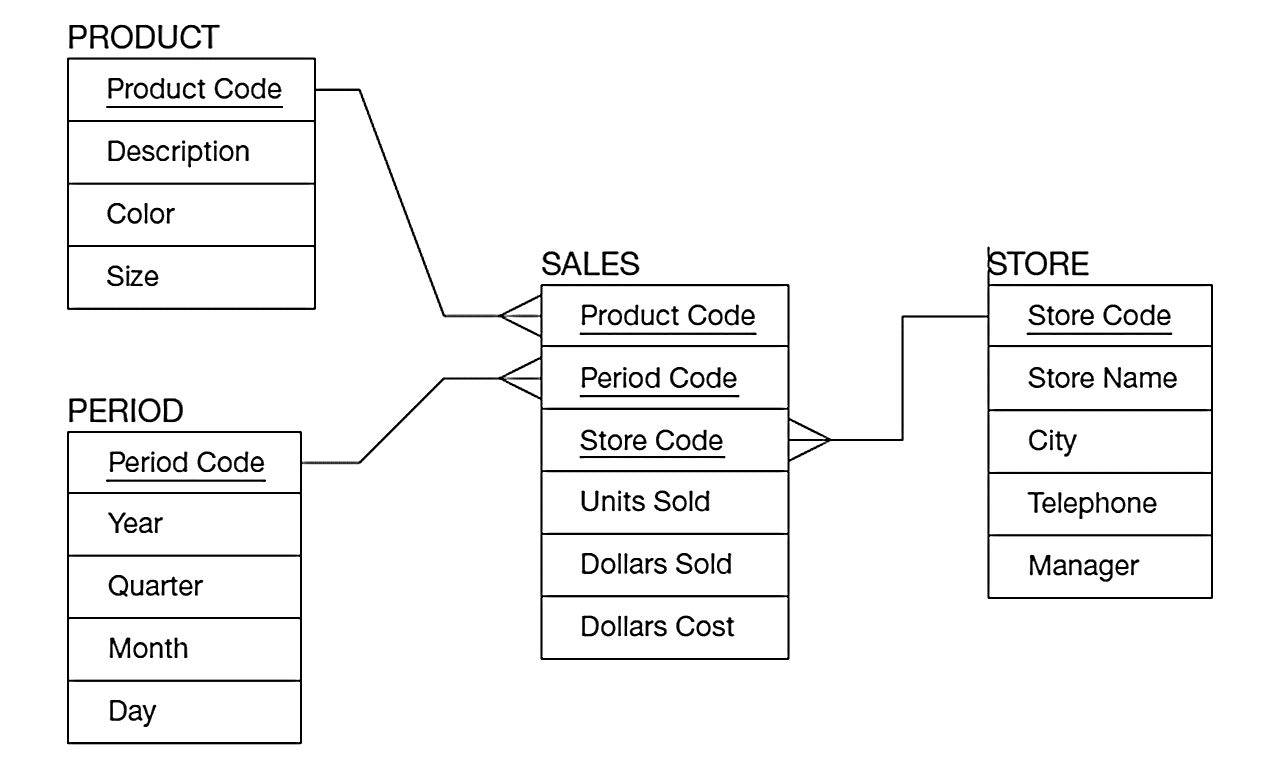 PRODUCT
Product Code
Description
Color
Size
PERIOD
Period Code
Year
Quarter
Month
Day
SALES
Product Code
Period Code
Store Code
Units Sold
Dollars Sold
Dollars Cost
STORE
Store Code
Store Name
City
Telephone
Manager